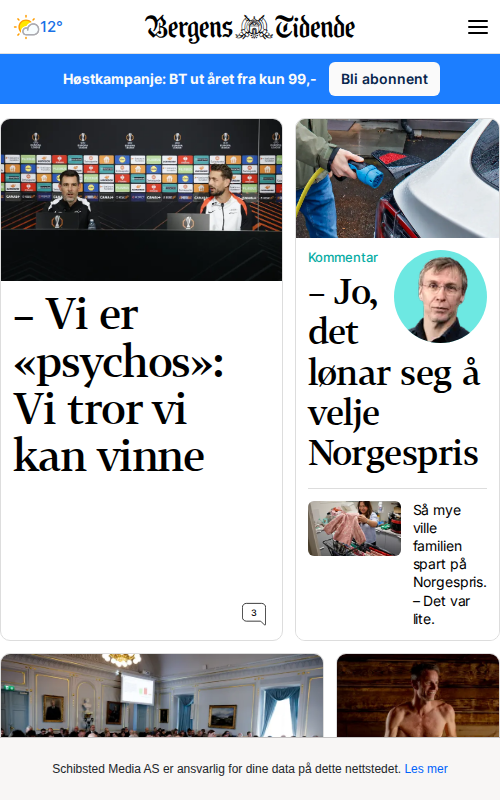 12°
Bergens Tidende
Høstkampanje: BT ut året fra kun 99,-
Bli abonnent
– Vi er
«psychos»:
Vi tror vi
kan vinne
3
Kommentar
– Jo,
det
lønar seg å
velje
Norgespris
Så mye
ville
familien
spart på
Norgespris.
– Det var
lite.
Schibsted Media AS er ansvarlig for dine data på dette nettstedet. Les mer